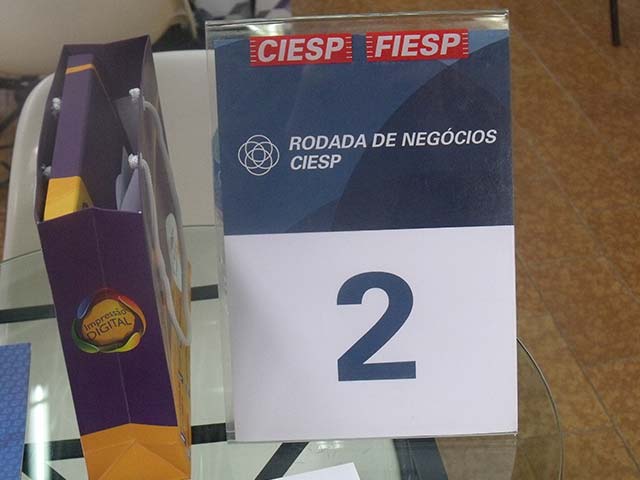 CIESP FIESP
RODADA DE NEGÓCIOS
CIESP
2
Impressão
DIGITAL